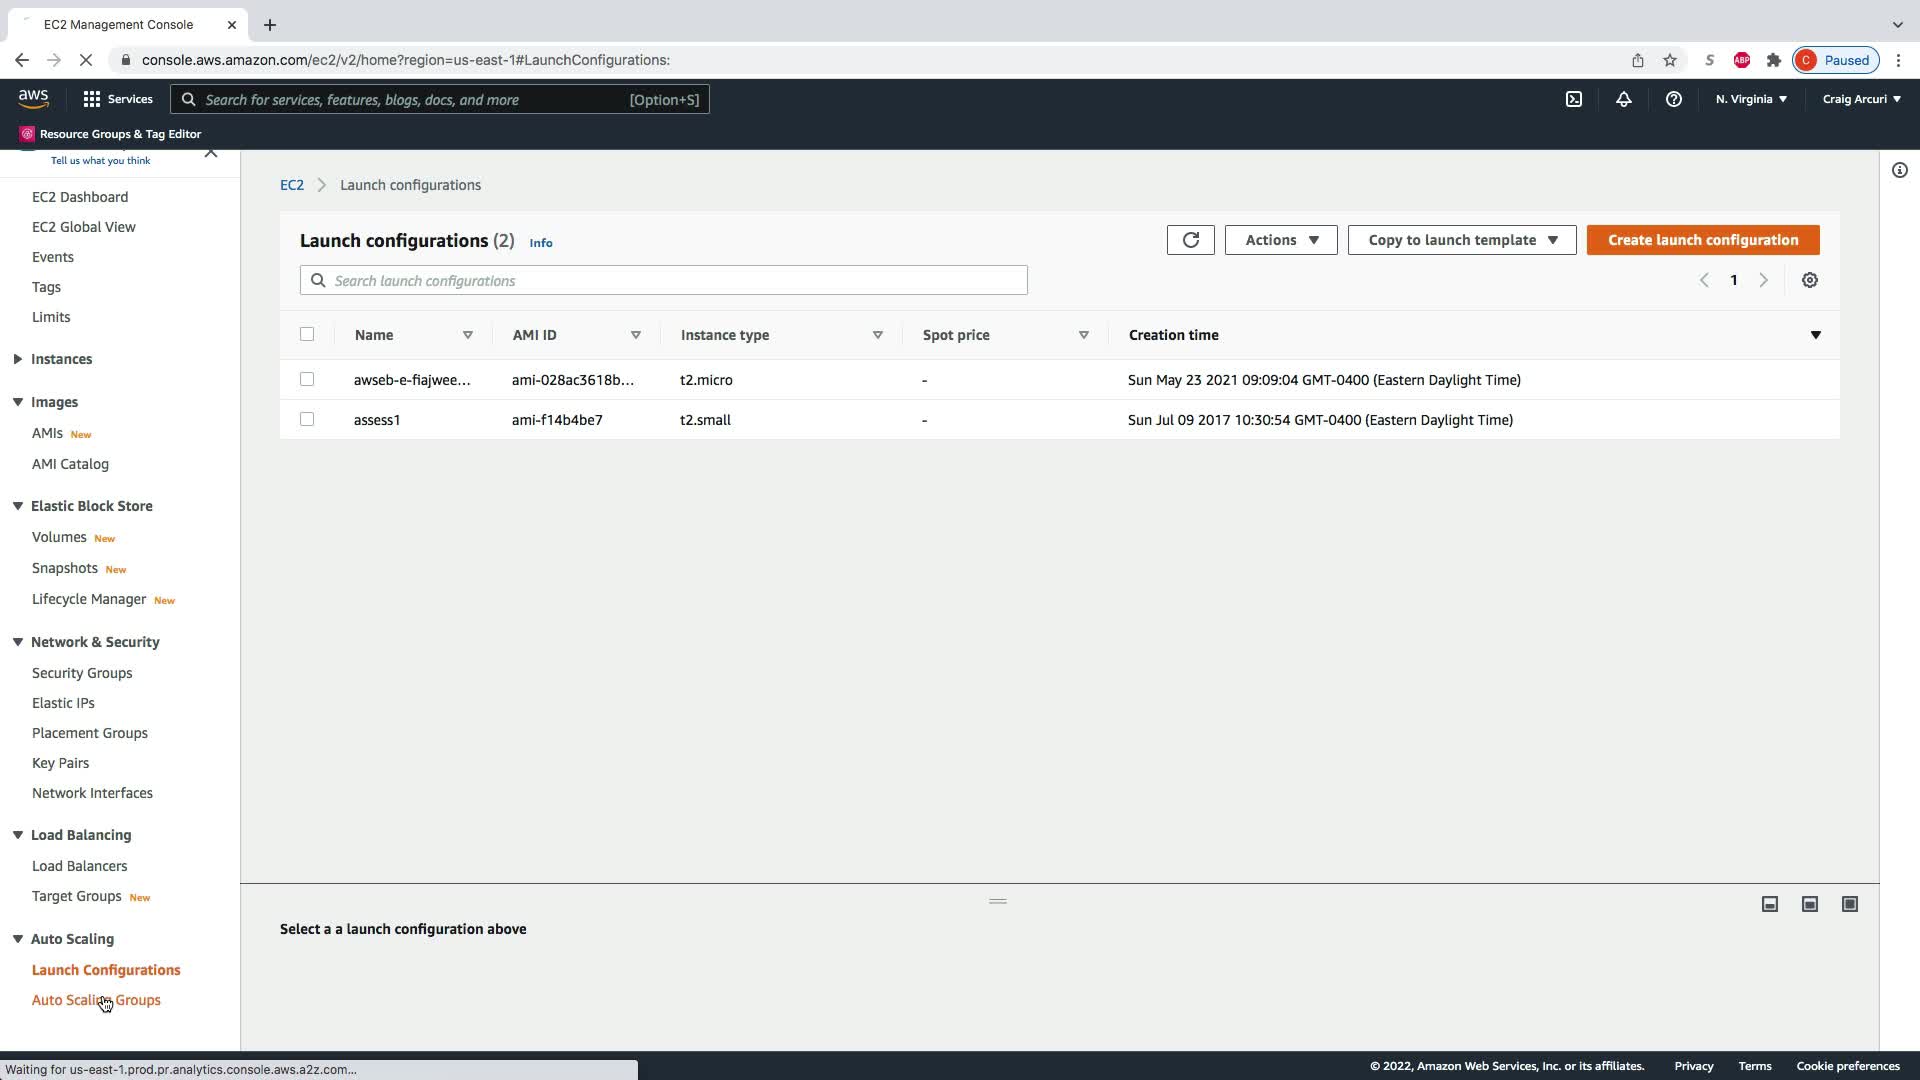 EC2 Management Console
console.aws.amazon.com/ec2/v2/home?region=us-east-1#LaunchConfigurations:
S
ABP
C
Paused
aws
Services
Search for services, features, blogs, docs, and more
[Option+S]
N. Virginia
Craig Arcuri
Resource Groups & Tag Editor
Tell us what you think
EC2 Dashboard
EC2 Global View
Events
Tags
Limits
Instances
Images
AMIs New
AMI Catalog
Elastic Block Store
Volumes New
Snapshots New
Lifecycle Manager New
Network & Security
Security Groups
Elastic IPs
Placement Groups
Key Pairs
Network Interfaces
Load Balancing
Load Balancers
Target Groups New
Auto Scaling
Launch Configurations
Auto Scaling Groups
EC2
Launch configurations
Launch configurations (2) Info
Actions
Copy to launch template
Create launch configuration
Search launch configurations
1
Name AMI ID Instance type Spot price Creation time
awseb-e-fiajwee... ami-028ac3618b... t2.micro - Sun May 23 2021 09:09:04 GMT-0400 (Eastern Daylight Time)
assess1 ami-f14b4be7 t2.small - Sun Jul 09 2017 10:30:54 GMT-0400 (Eastern Daylight Time)
Select a a launch configuration above
Waiting for us-east-1.prod.pr.analytics.console.aws.a2z.com...
© 2022, Amazon Web Services, Inc. or its affiliates. Privacy Terms Cookie preferences